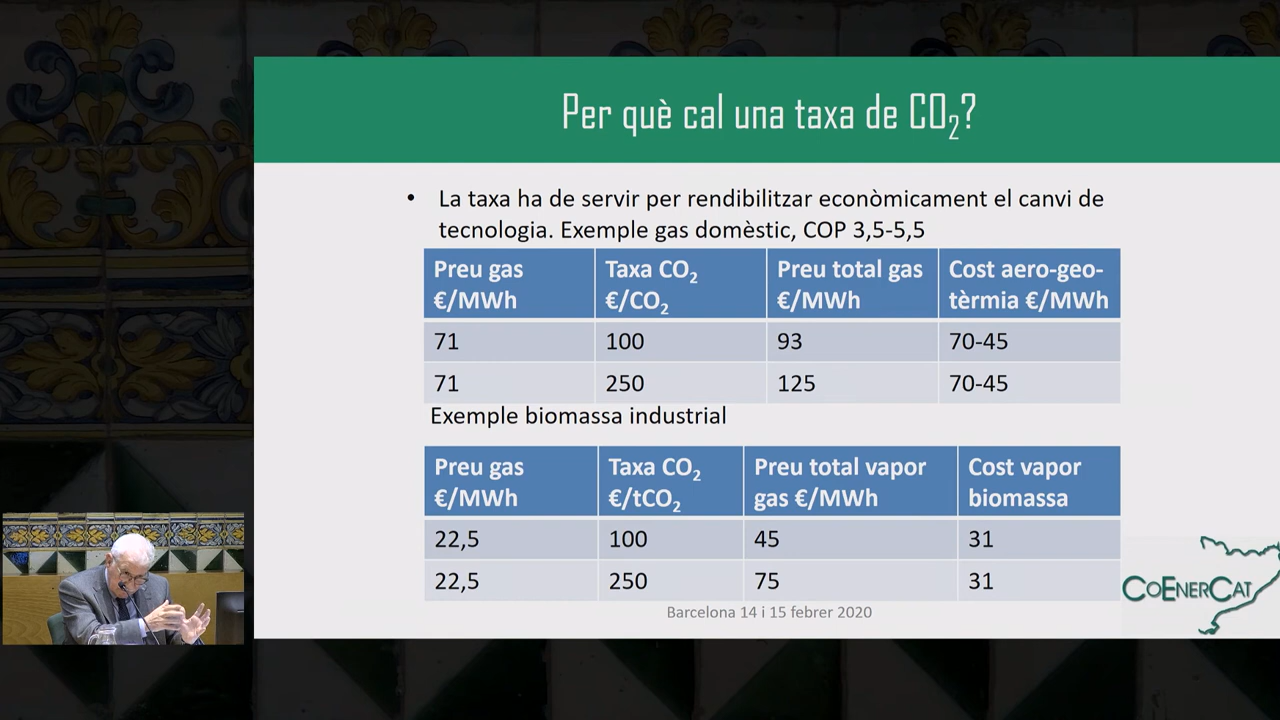 Per què cal una taxa de CO₂?
• La taxa ha de servir per rendibilitzar econòmicament el canvi de
tecnologia. Exemple gas domèstic, COP 3,5-5,5
Preu gas €/MWh | Taxa CO₂ €/CO₂ | Preu total gas €/MWh | Cost aero-geo-tèrmia €/MWh
71 | 100 | 93 | 70-45
71 | 250 | 125 | 70-45
Exemple biomassa industrial
Preu gas €/MWh | Taxa CO₂ €/tCO₂ | Preu total vapor gas €/MWh | Cost vapor biomassa
22,5 | 100 | 45 | 31
22,5 | 250 | 75 | 31
Barcelona 14 i 15 febrer 2020
COENERCAT